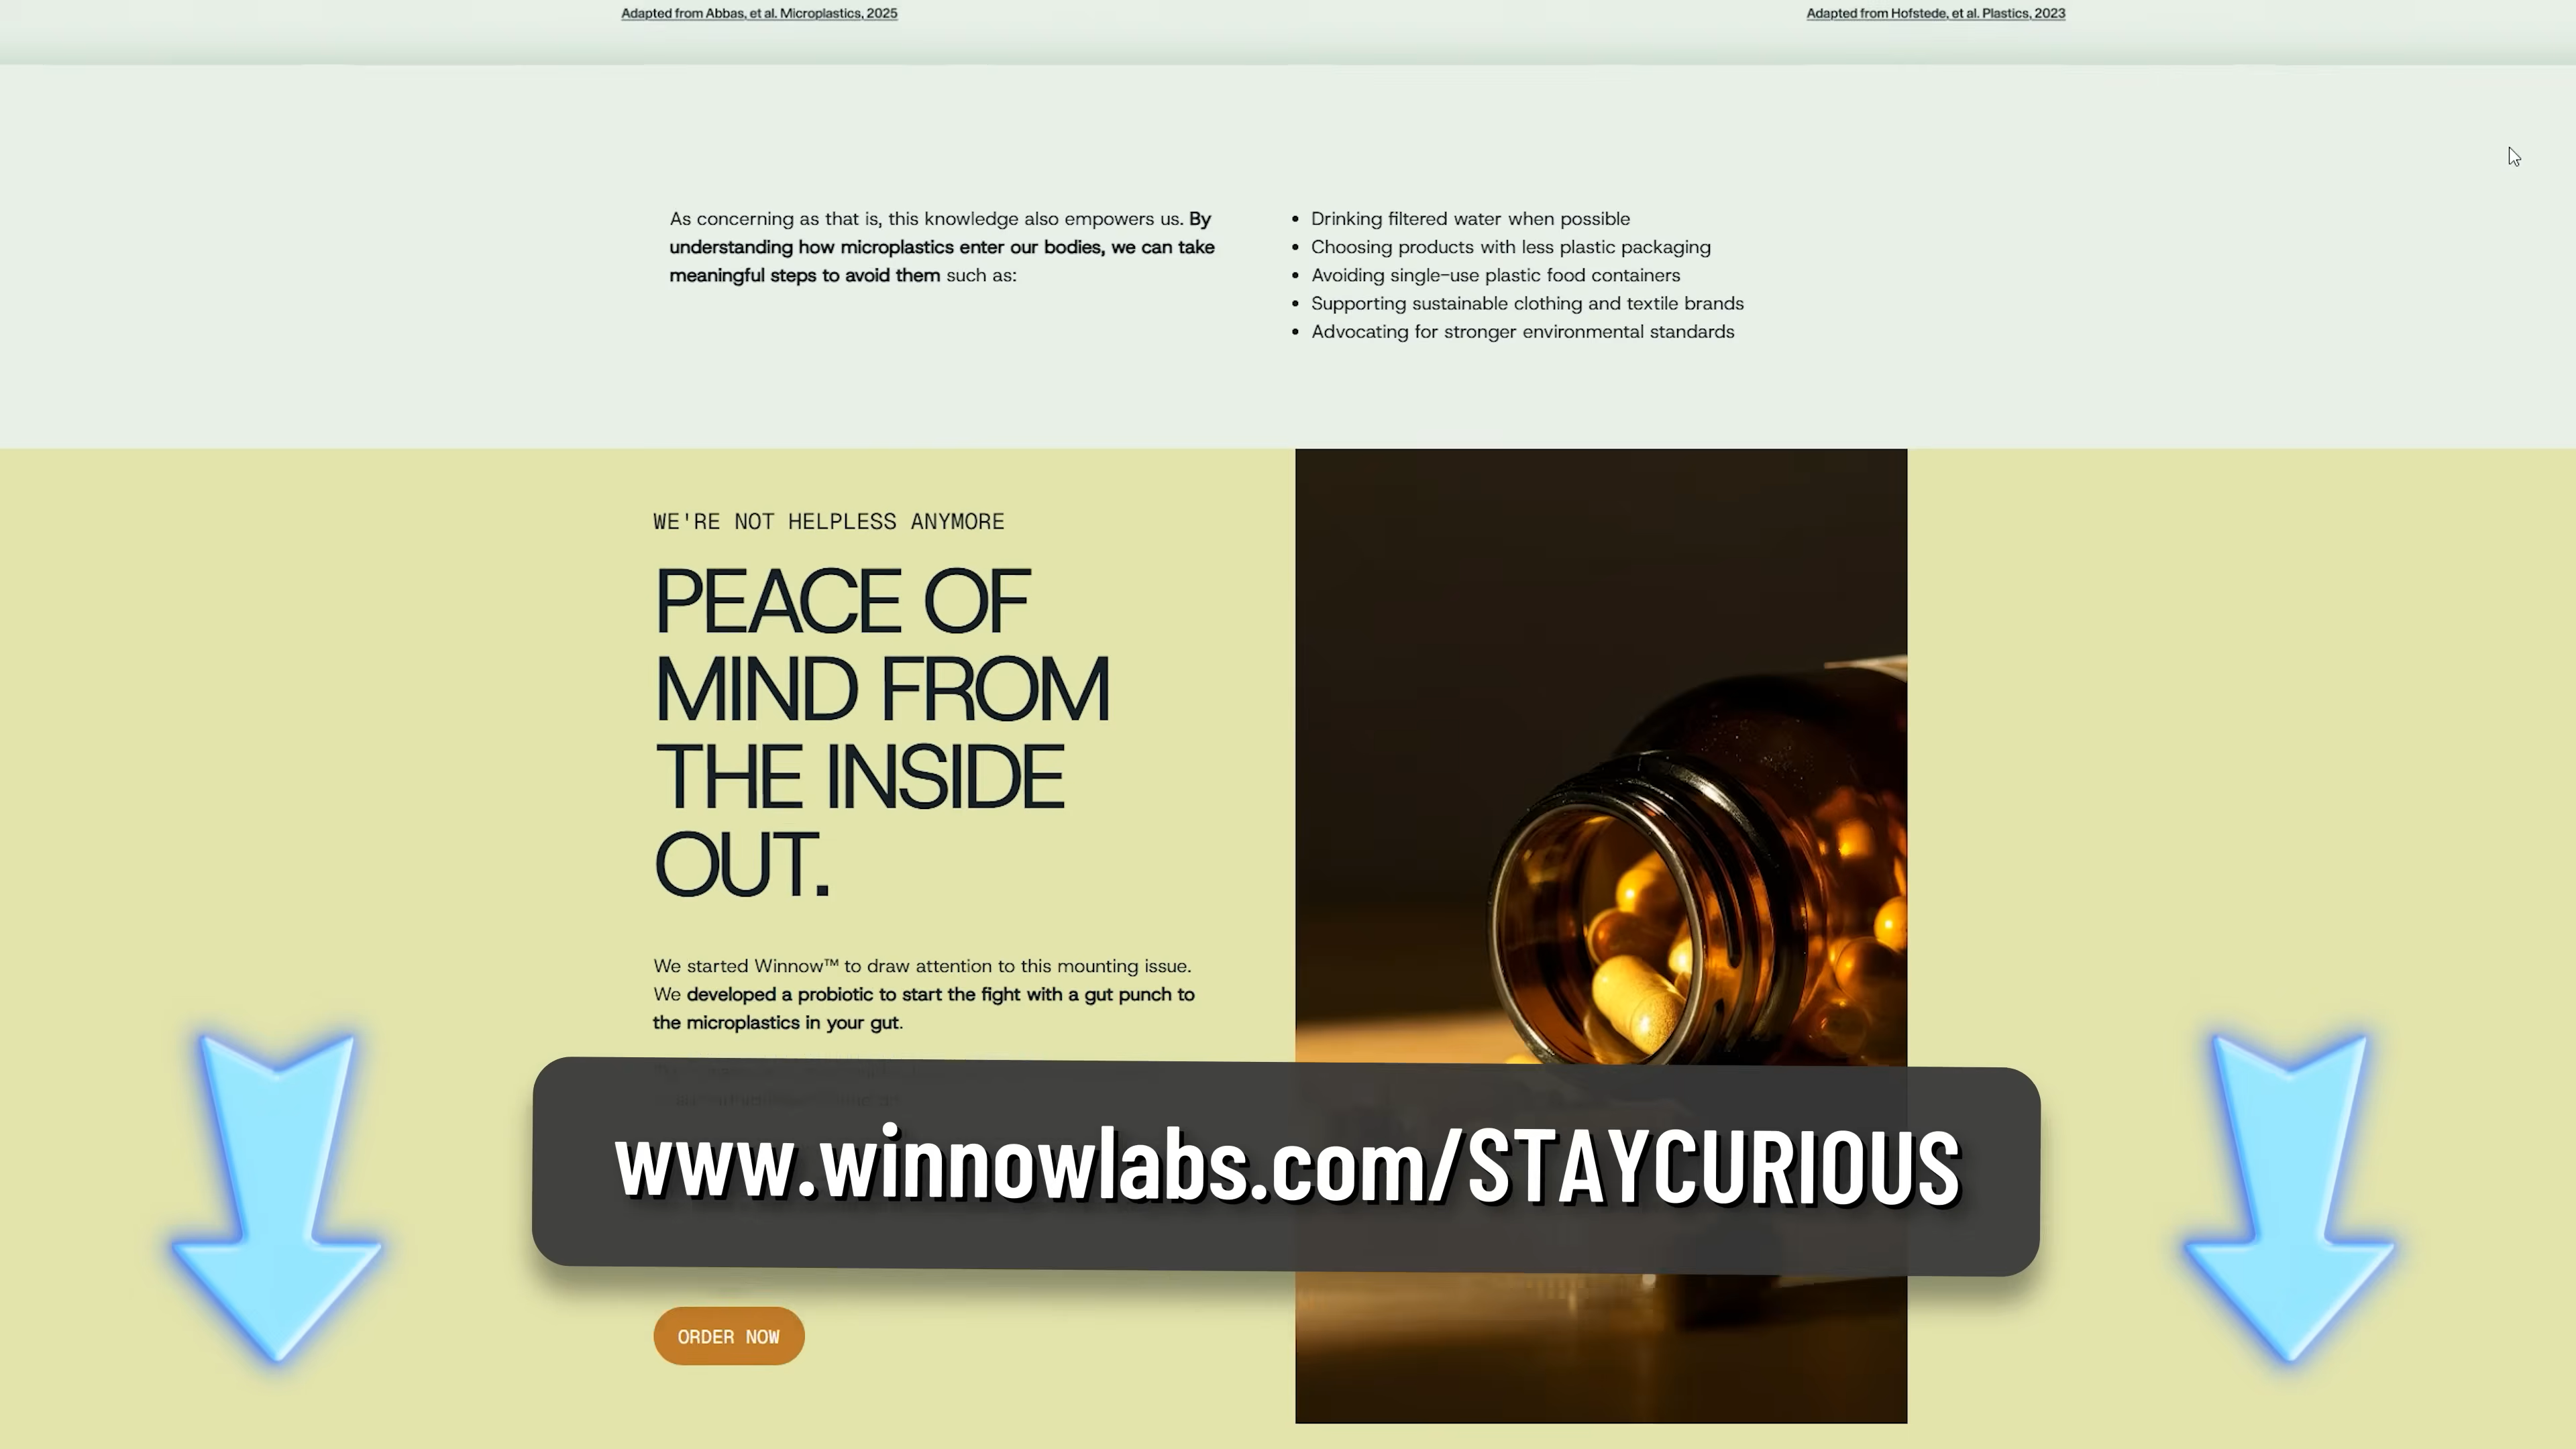 Adapted from Abbas, et al. Microplastics, 2025
Adapted from Hofstede, et al. Plastics, 2023
As concerning as that is, this knowledge also empowers us. By
understanding how microplastics enter our bodies, we can take
meaningful steps to avoid them such as:
• Drinking filtered water when possible
• Choosing products with less plastic packaging
• Avoiding single-use plastic food containers
• Supporting sustainable clothing and textile brands
• Advocating for stronger environmental standards
WE'RE NOT HELPLESS ANYMORE
PEACE OF
MIND FROM
THE INSIDE
OUT.
We started Winnow™ to draw attention to this mounting issue.
We developed a probiotic to start the fight with a gut punch to
the microplastics in your gut.
www.winnowlabs.com/STAYCURIOUS
ORDER NOW